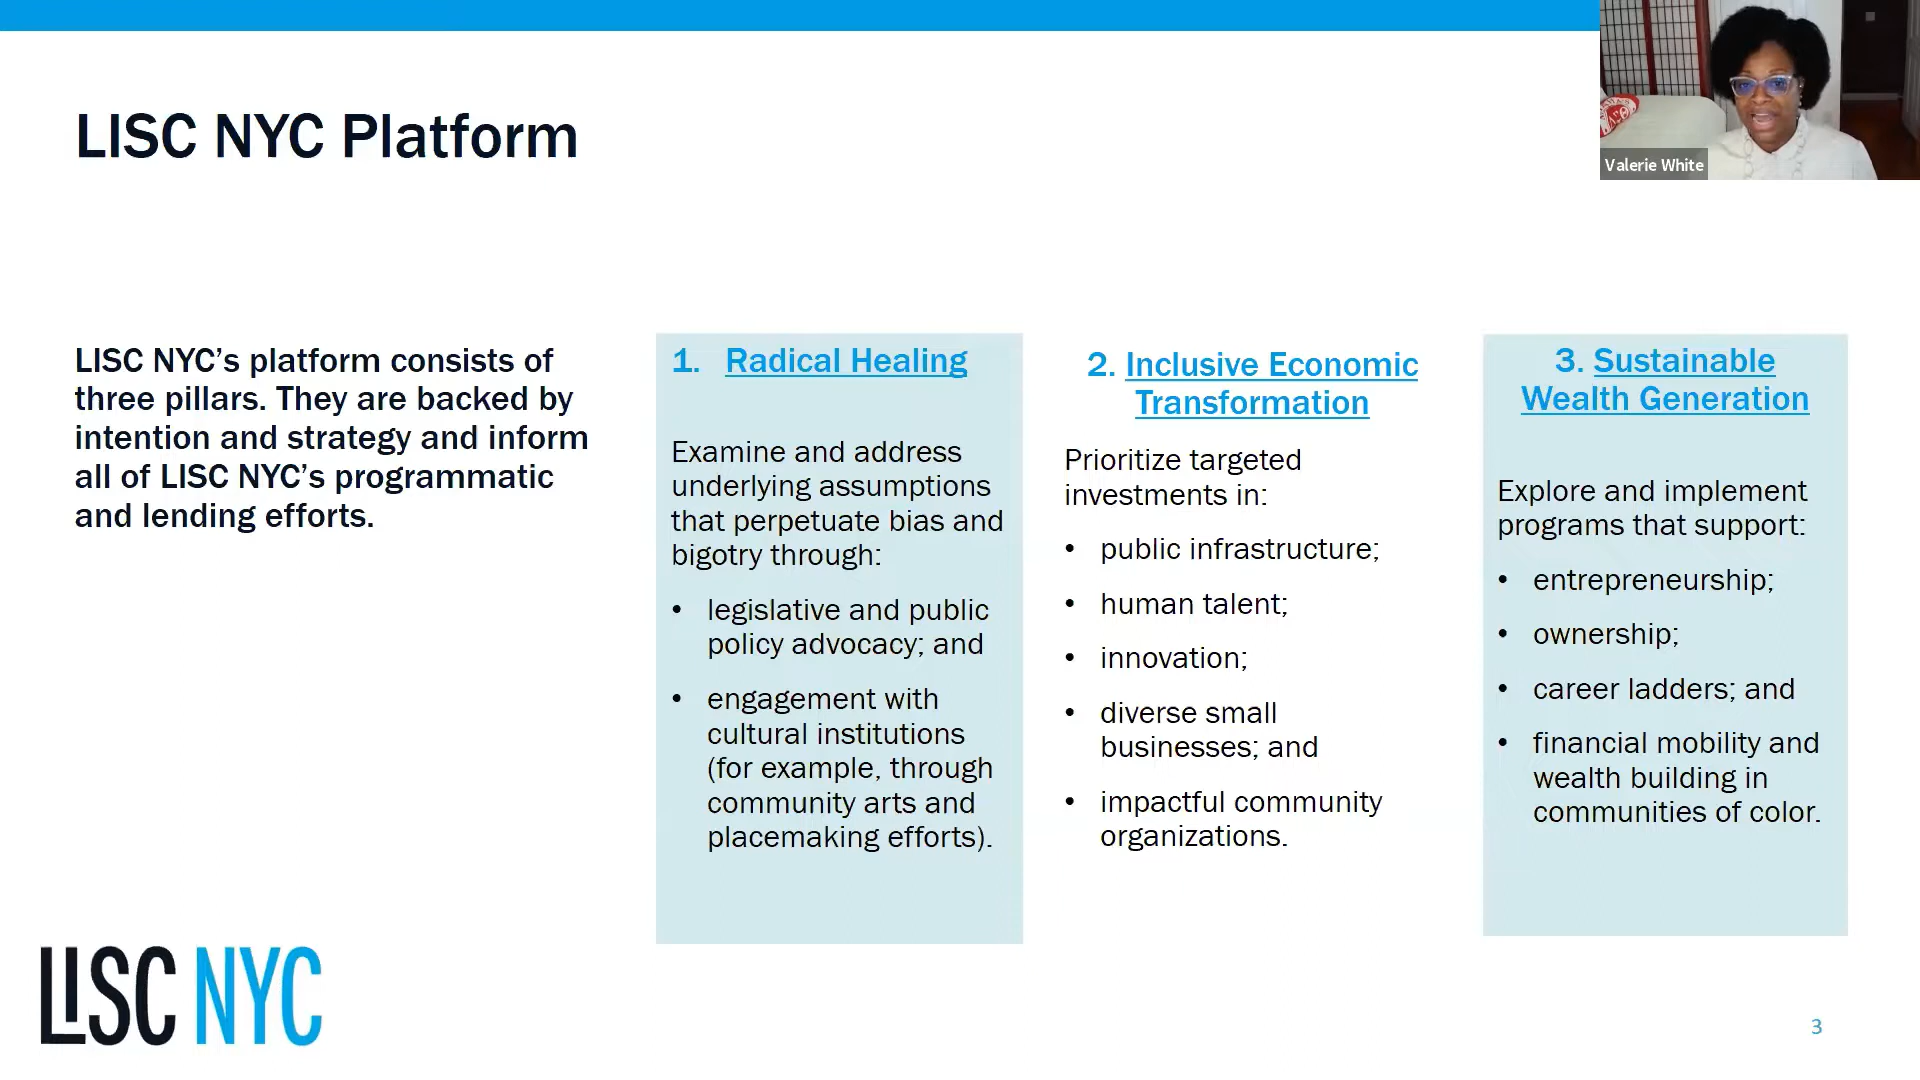 Valerie White
LISC NYC Platform
LISC NYC’s platform consists of
three pillars. They are backed by
intention and strategy and inform
all of LISC NYC’s programmatic
and lending efforts.
1. Radical Healing
Examine and address
underlying assumptions
that perpetuate bias and
bigotry through:
• legislative and public
policy advocacy; and
• engagement with
cultural institutions
(for example, through
community arts and
placemaking efforts).
2. Inclusive Economic
Transformation
Prioritize targeted
investments in:
• public infrastructure;
• human talent;
• innovation;
• diverse small
businesses; and
• impactful community
organizations.
3. Sustainable
Wealth Generation
Explore and implement
programs that support:
• entrepreneurship;
• ownership;
• career ladders; and
• financial mobility and
wealth building in
communities of color.
LISC NYC
3